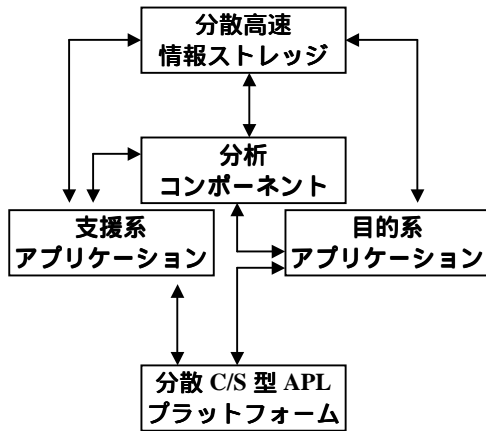 分散高速
情報ストレッジ
分析
コンポーネント
支援系
アプリケーション
目的系
アプリケーション
分散 C/S 型 APL
プラットフォーム